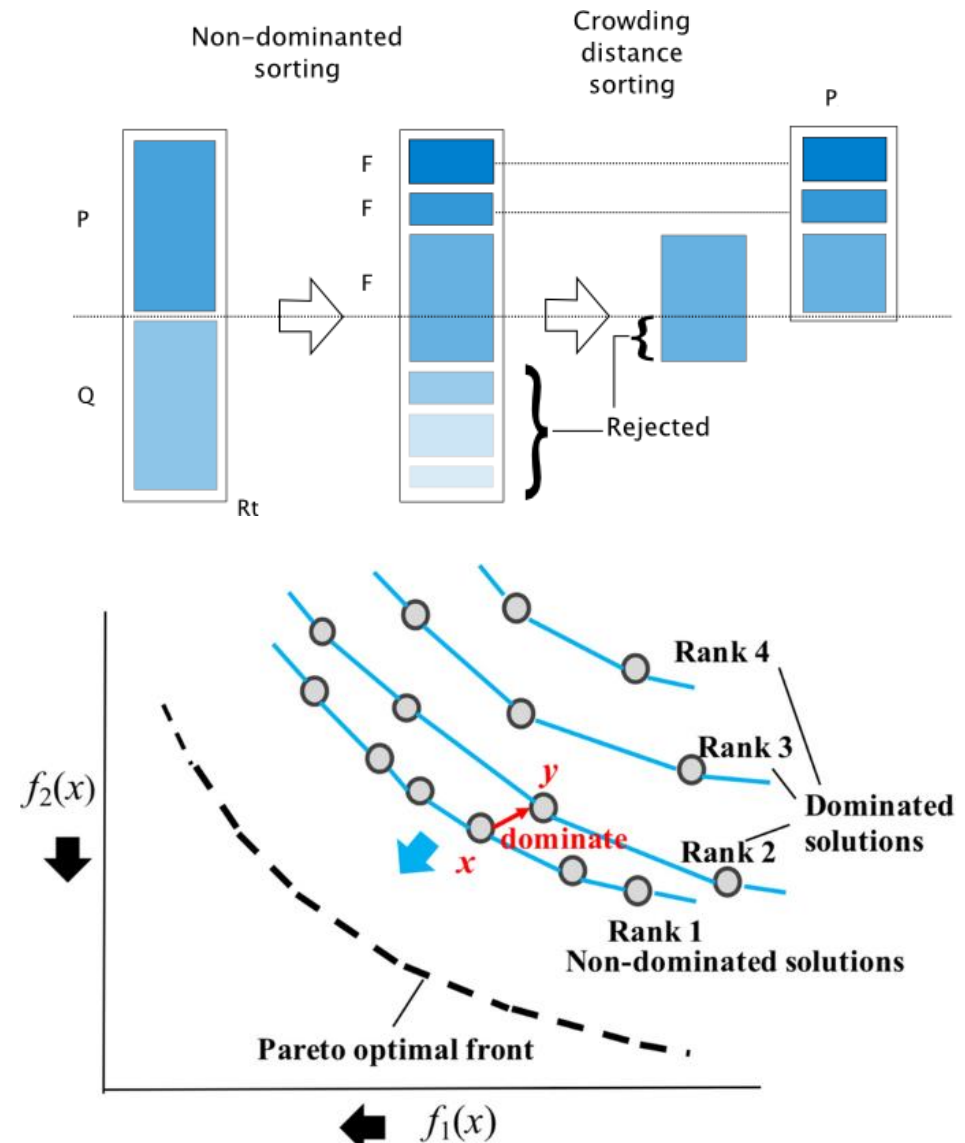 Non-dominanted
sorting
Crowding
distance
sorting
P
F
F
P
F
Q
Rejected
Rt
Rank 4
Rank 3
y
f₂(x)
Dominated
solutions
dominate
x
Rank 2
Rank 1
Non-dominated solutions
Pareto optimal front
f₁(x)